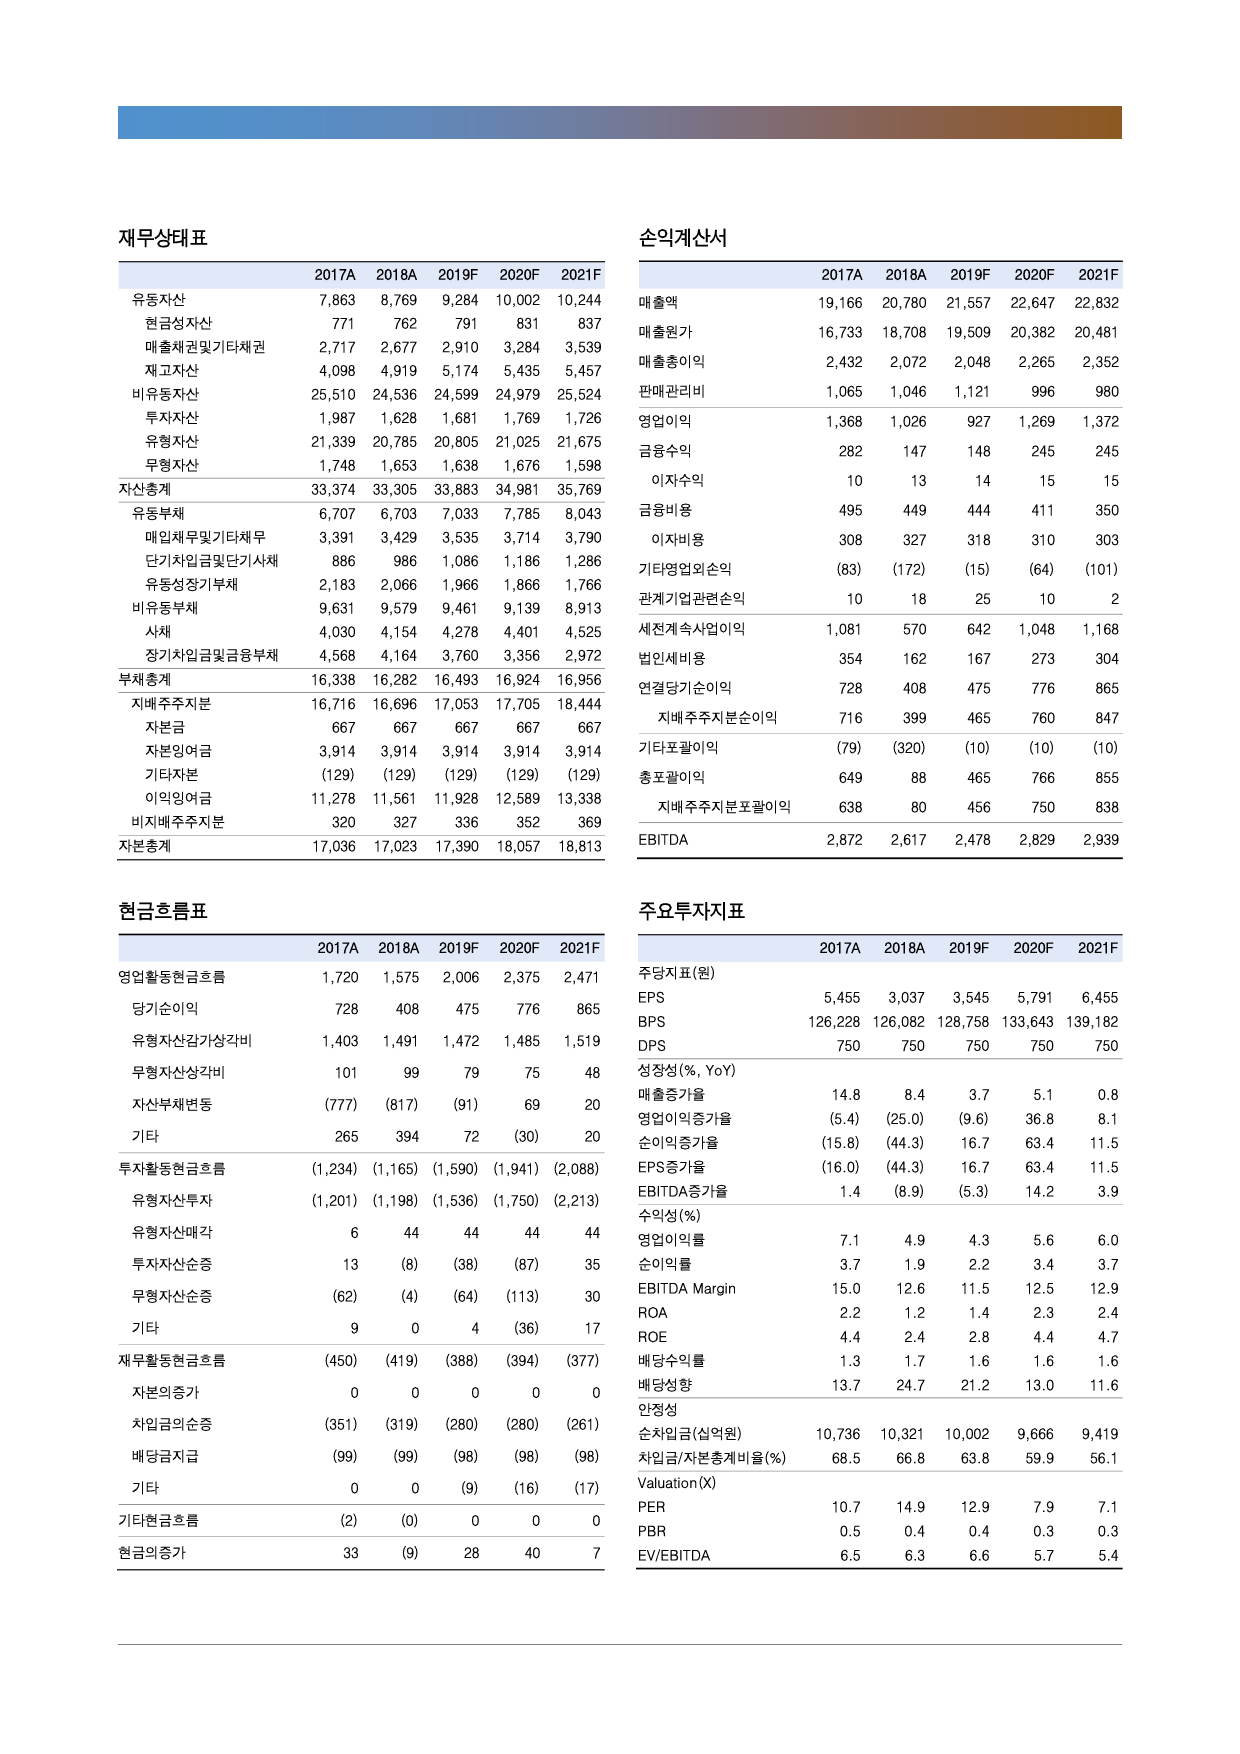 재무상태표
2017A 2018A 2019F 2020F 2021F
유동자산 7,863 8,769 9,284 10,002 10,244
현금성자산 771 762 791 831 837
매출채권및기타채권 2,717 2,677 2,910 3,284 3,539
재고자산 4,098 4,919 5,174 5,435 5,457
비유동자산 25,510 24,536 24,599 24,979 25,524
투자자산 1,987 1,628 1,681 1,769 1,726
유형자산 21,339 20,785 20,805 21,025 21,675
무형자산 1,748 1,653 1,638 1,676 1,598
자산총계 33,374 33,305 33,883 34,981 35,769
유동부채 6,707 6,703 7,033 7,785 8,043
매입채무및기타채무 3,391 3,429 3,535 3,714 3,790
단기차입금및단기사채 886 986 1,086 1,186 1,286
유동성장기부채 2,183 2,066 1,966 1,866 1,766
비유동부채 9,631 9,579 9,461 9,139 8,913
사채 4,030 4,154 4,278 4,401 4,525
장기차입금및금융부채 4,568 4,164 3,760 3,356 2,972
부채총계 16,338 16,282 16,493 16,924 16,956
지배주주지분 16,716 16,696 17,053 17,705 18,444
자본금 667 667 667 667 667
자본잉여금 3,914 3,914 3,914 3,914 3,914
기타자본 (129) (129) (129) (129) (129)
이익잉여금 11,278 11,561 11,928 12,589 13,338
비지배주주지분 320 327 336 352 369
자본총계 17,036 17,023 17,390 18,057 18,813
손익계산서
2017A 2018A 2019F 2020F 2021F
매출액 19,166 20,780 21,557 22,647 22,832
매출원가 16,733 18,708 19,509 20,382 20,481
매출총이익 2,432 2,072 2,048 2,265 2,352
판매관리비 1,065 1,046 1,121 996 980
영업이익 1,368 1,026 927 1,269 1,372
금융수익 282 147 148 245 245
이자수익 10 13 14 15 15
금융비용 495 449 444 411 350
이자비용 308 327 318 310 303
기타영업외손익 (83) (172) (15) (64) (101)
관계기업관련손익 10 18 25 10 2
세전계속사업이익 1,081 570 642 1,048 1,168
법인세비용 354 162 167 273 304
연결당기순이익 728 408 475 776 865
지배주주지분순이익 716 399 465 760 847
기타포괄이익 (79) (320) (10) (10) (10)
총포괄이익 649 88 465 766 855
지배주주지분포괄이익 638 80 456 750 838
EBITDA 2,872 2,617 2,478 2,829 2,939
현금흐름표
2017A 2018A 2019F 2020F 2021F
영업활동현금흐름 1,720 1,575 2,006 2,375 2,471
당기순이익 728 408 475 776 865
유형자산감가상각비 1,403 1,491 1,472 1,485 1,519
무형자산상각비 101 99 79 75 48
자산부채변동 (777) (817) (91) 69 20
기타 265 394 72 (30) 20
투자활동현금흐름 (1,234) (1,165) (1,590) (1,941) (2,088)
유형자산투자 (1,201) (1,198) (1,536) (1,750) (2,213)
유형자산매각 6 44 44 44 44
투자자산순증 13 (8) (38) (87) 35
무형자산순증 (62) (4) (64) (113) 30
기타 9 0 4 (36) 17
재무활동현금흐름 (450) (419) (388) (394) (377)
자본의증가 0 0 0 0 0
차입금의순증 (351) (319) (280) (280) (261)
배당금지급 (99) (99) (98) (98) (98)
기타 0 0 (9) (16) (17)
기타현금흐름 (2) (0) 0 0 0
현금의증가 33 (9) 28 40 7
주요투자지표
2017A 2018A 2019F 2020F 2021F
주당지표(원)
EPS 5,455 3,037 3,545 5,791 6,455
BPS 126,228 126,082 128,758 133,643 139,182
DPS 750 750 750 750 750
성장성(%, YoY)
매출증가율 14.8 8.4 3.7 5.1 0.8
영업이익증가율 (5.4) (25.0) (9.6) 36.8 8.1
순이익증가율 (15.8) (44.3) 16.7 63.4 11.5
EPS증가율 (16.0) (44.3) 16.7 63.4 11.5
EBITDA증가율 1.4 (8.9) (5.3) 14.2 3.9
수익성(%)
영업이익률 7.1 4.9 4.3 5.6 6.0
순이익률 3.7 1.9 2.2 3.4 3.7
EBITDA Margin 15.0 12.6 11.5 12.5 12.9
ROA 2.2 1.2 1.4 2.3 2.4
ROE 4.4 2.4 2.8 4.4 4.7
배당수익률 1.3 1.7 1.6 1.6 1.6
배당성향 13.7 24.7 21.2 13.0 11.6
안정성
순차입금(십억원) 10,736 10,321 10,002 9,666 9,419
차입금/자본총계비율(%) 68.5 66.8 63.8 59.9 56.1
Valuation(X)
PER 10.7 14.9 12.9 7.9 7.1
PBR 0.5 0.4 0.4 0.3 0.3
EV/EBITDA 6.5 6.3 6.6 5.7 5.4